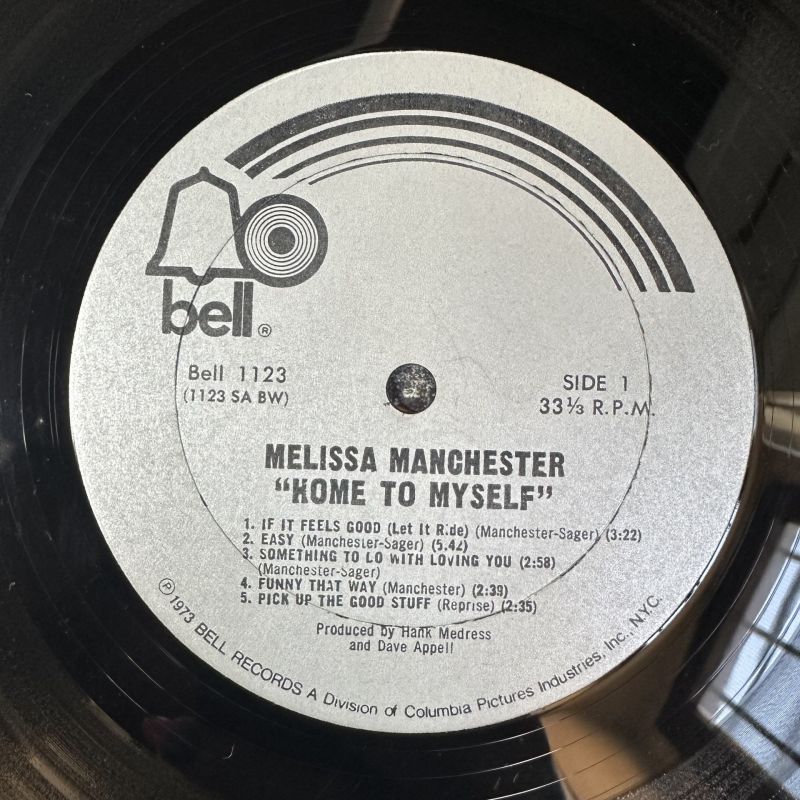 bell®
Bell 1123
(1123 SA BW)
SIDE 1
33⅓ R.P.M.
MELISSA MANCHESTER
"HOME TO MYSELF"
1. IF IT FEELS GOOD (Let It R.de) (Manchester-Sager) (3:22)
2. EASY (Manchester-Sager) (5.42)
3. SOMETHING TO LO WITH LOVING YOU (2:58)
(Manchester-Sager)
4. FUNNY THAT WAY (Manchester) (2:39)
5. PICK UP THE GOOD STUFF (Reprise) (2:35)
Produced by Hank Medress
and Dave Appell
℗ 1973 BELL RECORDS A Division of Columbia Pictures Industries, Inc., N.Y.C.